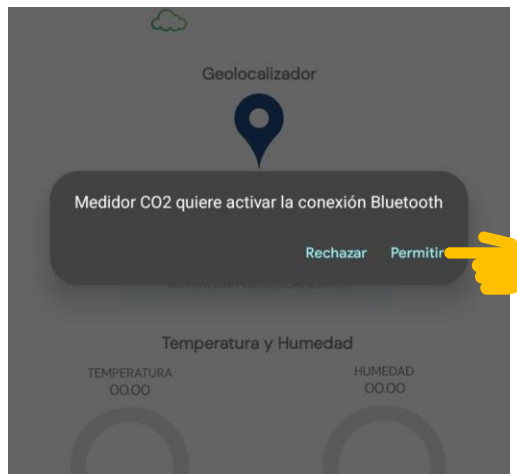 Geolocalizador
Medidor CO2 quiere activar la conexión Bluetooth
Rechazar Permitir
Temperatura y Humedad
TEMPERATURA HUMEDAD
00.00 00.00